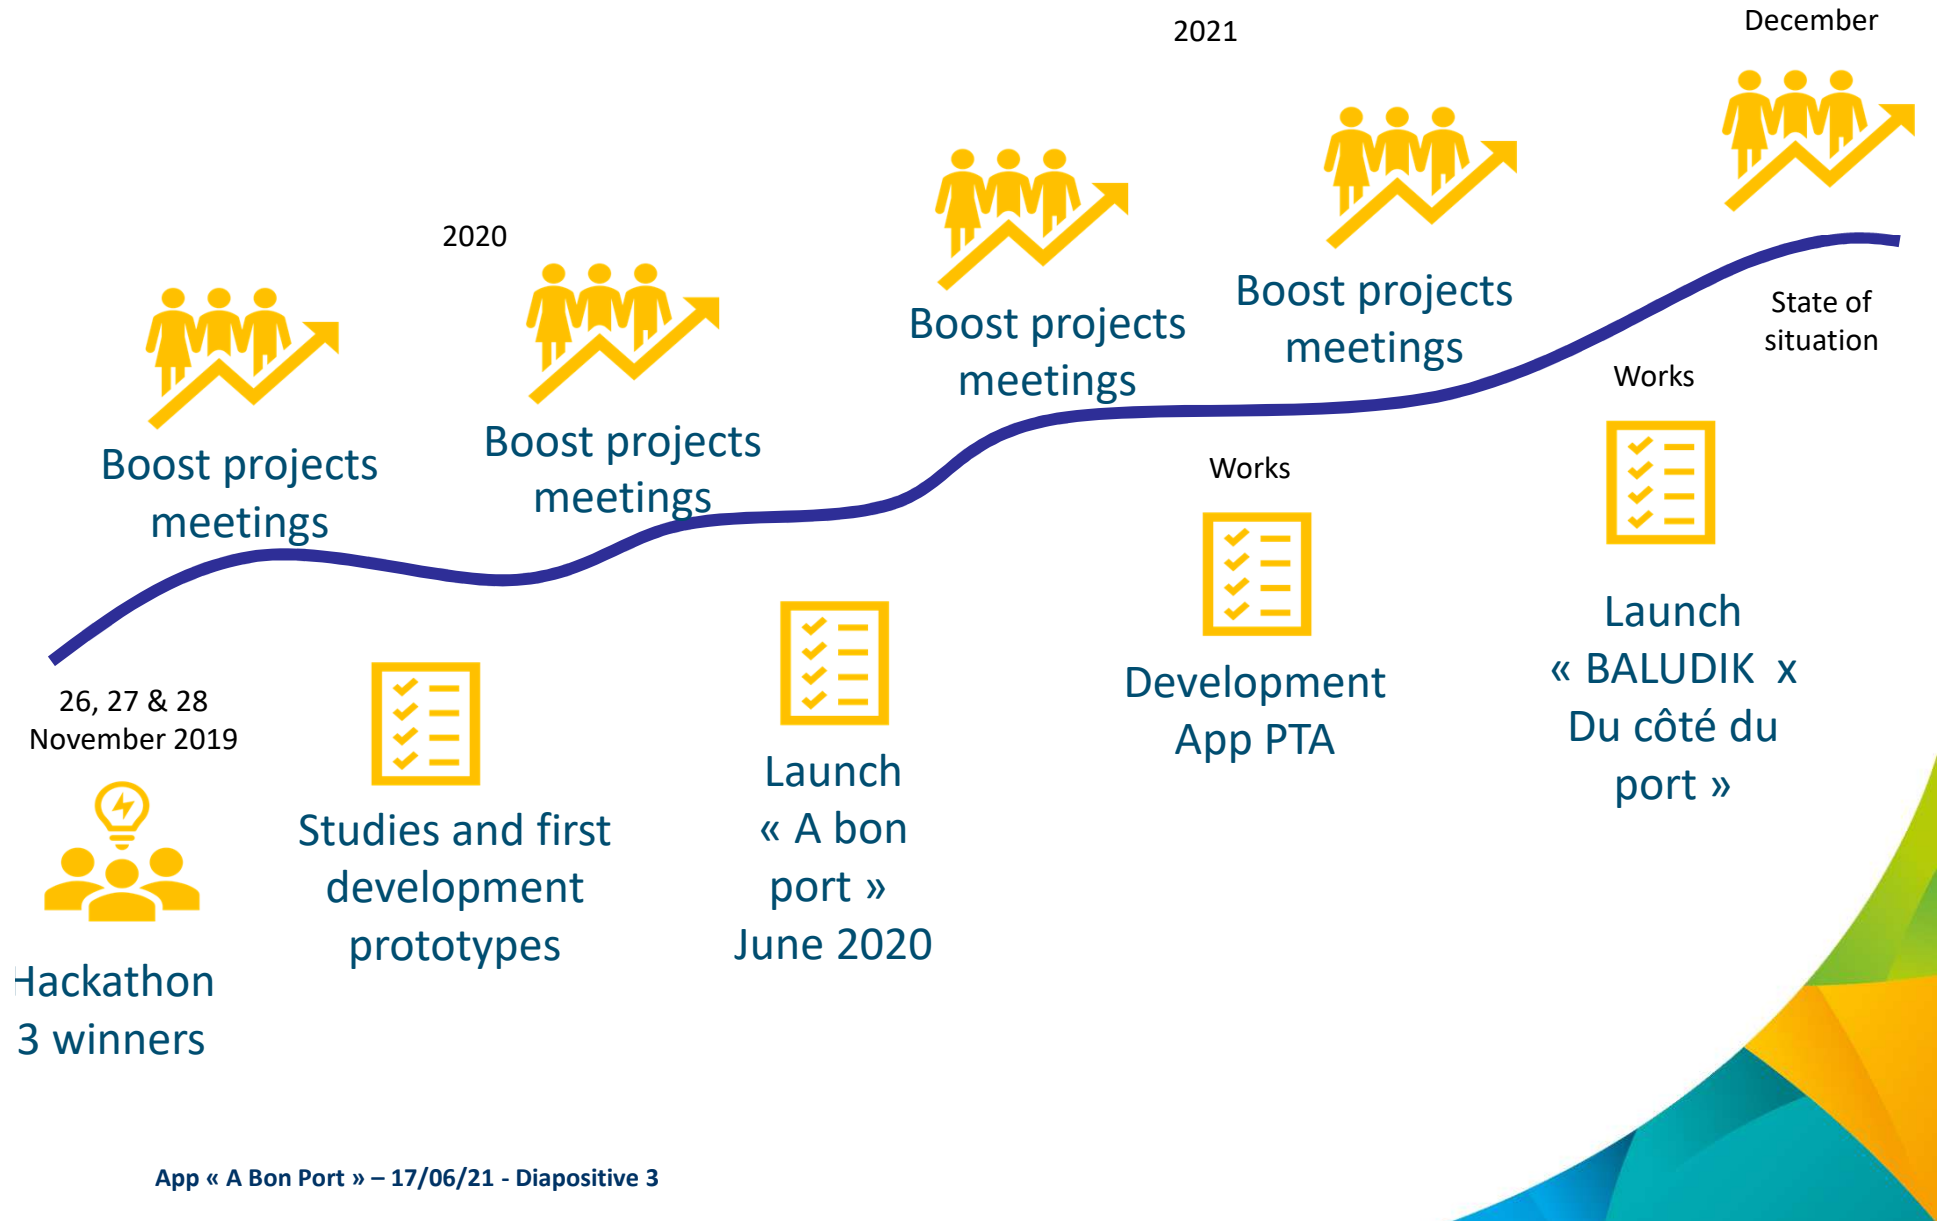 2021
December
2020
Boost projects
meetings
Boost projects
meetings
Boost projects
meetings
Boost projects
meetings
State of
situation
26, 27 & 28
November 2019
Hackathon
3 winners
Studies and first
development
prototypes
Launch
« A bon
port »
June 2020
Works
Development
App PTA
Works
Launch
« BALUDIK x
Du côté du
port »
App « A Bon Port » – 17/06/21 - Diapositive 3